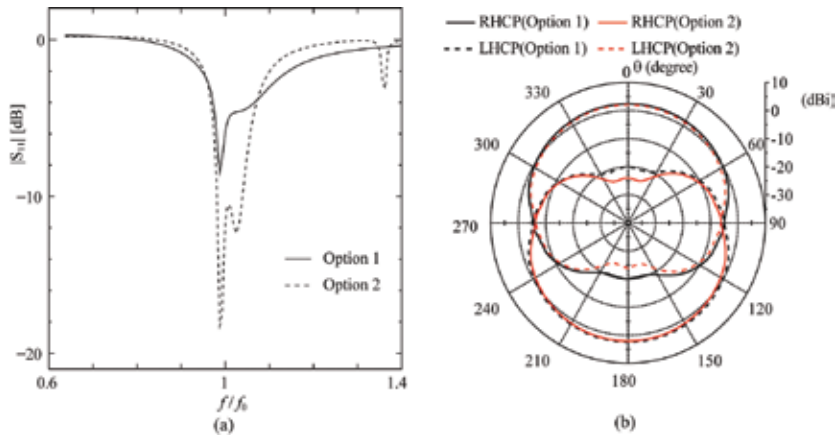 0
−10
−20
|S₁₁| [dB]
Option 1
Option 2
0.6
1
1.4
f/f₀
(a)
RHCP(Option 1)
RHCP(Option 2)
LHCP(Option 1)
LHCP(Option 2)
0 θ (degree)
10
0
−10
−20
−30
(dBi)
330
30
300
60
270
90
240
120
210
150
180
(b)